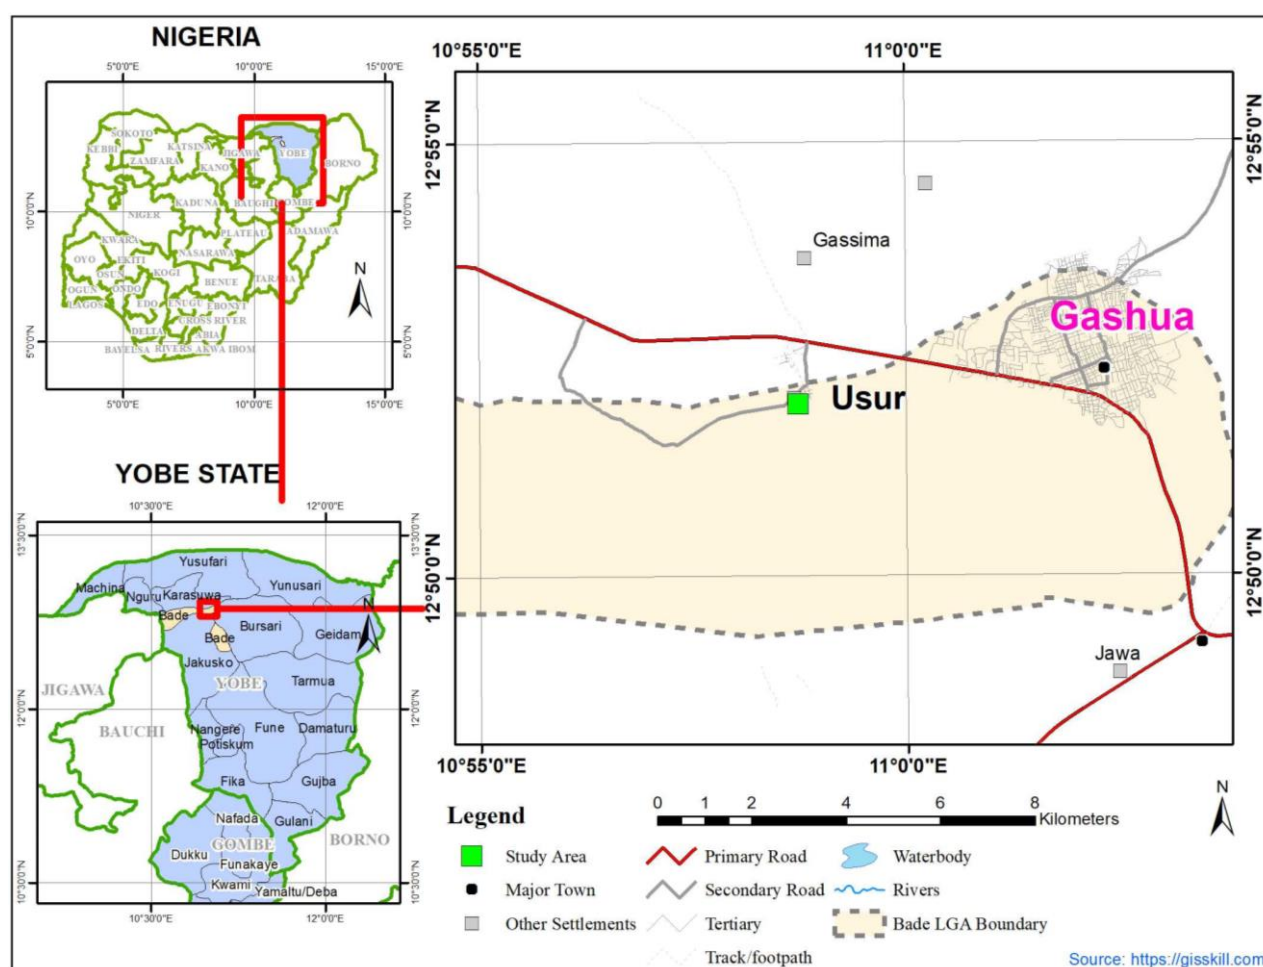 NIGERIA
5°0'0"E 10°0'0"E 15°0'0"E
SOKOTO
KEBBI
KATSINA
ZAMFARA
JIGAWA
YOBE
KANO
BORNO
10°0'0"N
10°0'0"N
KADUNA
BAUCHI
GOMBE
NIGER
PLATEAU
ADAMAWA
KWARA
NASARAWA
OYO
EKITI
KOGI
TARABA
OSUN
BENUE
OGUN
ONDO
EDO
ENUGU
EBONYI
LAGOS
CROSS RIVER
DELTA
ABIA
5°0'0"N
5°0'0"N
BAYELSA
RIVERS
AKWA IBOM
N
5°0'0"E 10°0'0"E 15°0'0"E
YOBE STATE
10°30'0"E 12°0'0"E
13°30'0"N
13°30'0"N
Yusufari
Machina
Nguru
Karasuwa
Yunusari
N
Bade
Bade
Bursari
Geidam
Jakusko
JIGAWA
YOBE
Tarmua
12°0'0"N
12°0'0"N
BAUCHI
Nangere
Fune
Damaturu
Potiskum
Fika
Gujba
Nafada
Gulani
GOMBE
BORNO
Dukku
Funakaye
Kwami
Yamaltu/Deba
10°30'0"N
10°30'0"N
10°30'0"E 12°0'0"E
10°55'0"E 11°0'0"E
12°55'0"N
12°55'0"N
Gassima
Gashua
Usur
12°50'0"N
12°50'0"N
Jawa
10°55'0"E 11°0'0"E
0 1 2 4 6 8
Kilometers
N
Legend
Study Area
Major Town
Other Settlements
Primary Road
Secondary Road
Tertiary
Track/footpath
Waterbody
Rivers
Bade LGA Boundary
Source: https://gisskill.com